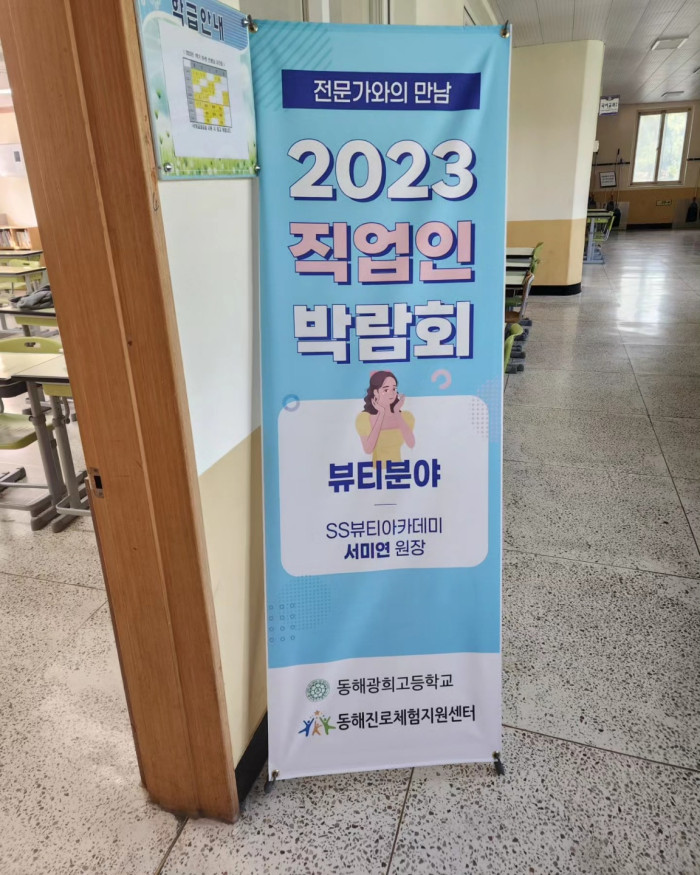 학급안내
전문가와의 만남
2023
직업인
박람회
뷰티분야
SS뷰티아카데미
서미연 원장
동해광희고등학교
동해진로체험지원센터